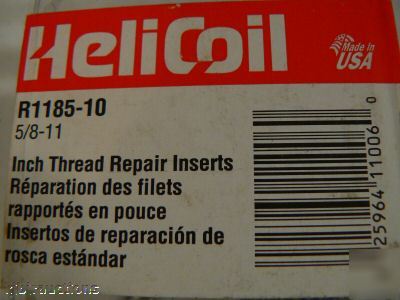 HeliCoil
Made in
USA
R1185-10
5/8-11
Inch Thread Repair Inserts
Réparation des filets
rapportés en pouce
Insertos de reparación de
rosca estándar
25964 11006 0